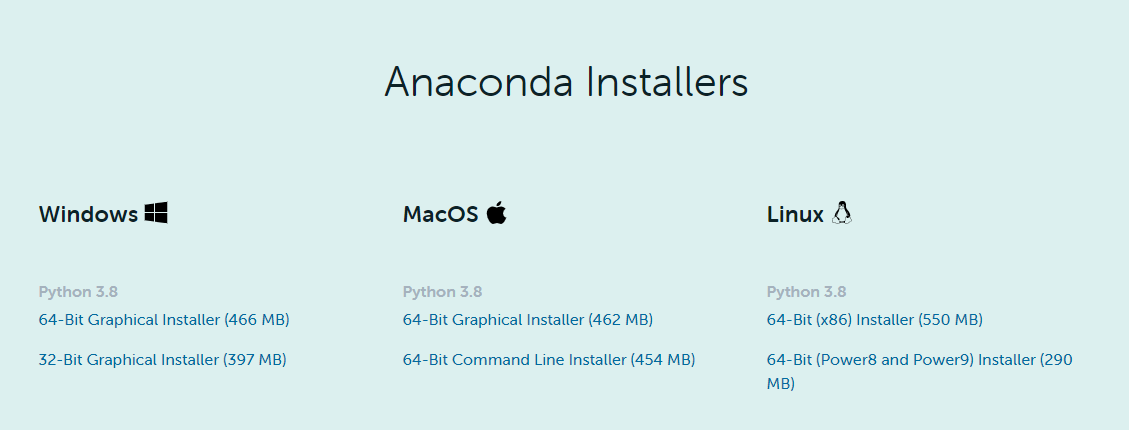 Anaconda Installers
Windows
Python 3.8
64-Bit Graphical Installer (466 MB)
32-Bit Graphical Installer (397 MB)
MacOS
Python 3.8
64-Bit Graphical Installer (462 MB)
64-Bit Command Line Installer (454 MB)
Linux
Python 3.8
64-Bit (x86) Installer (550 MB)
64-Bit (Power8 and Power9) Installer (290
MB)